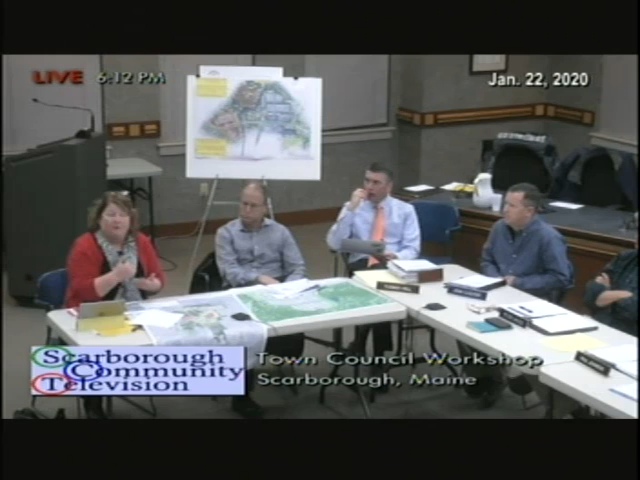 LIVE 6:12 PM
Jan. 22, 2020
Scarborough
Community
Television
Town Council Workshop
Scarborough, Maine